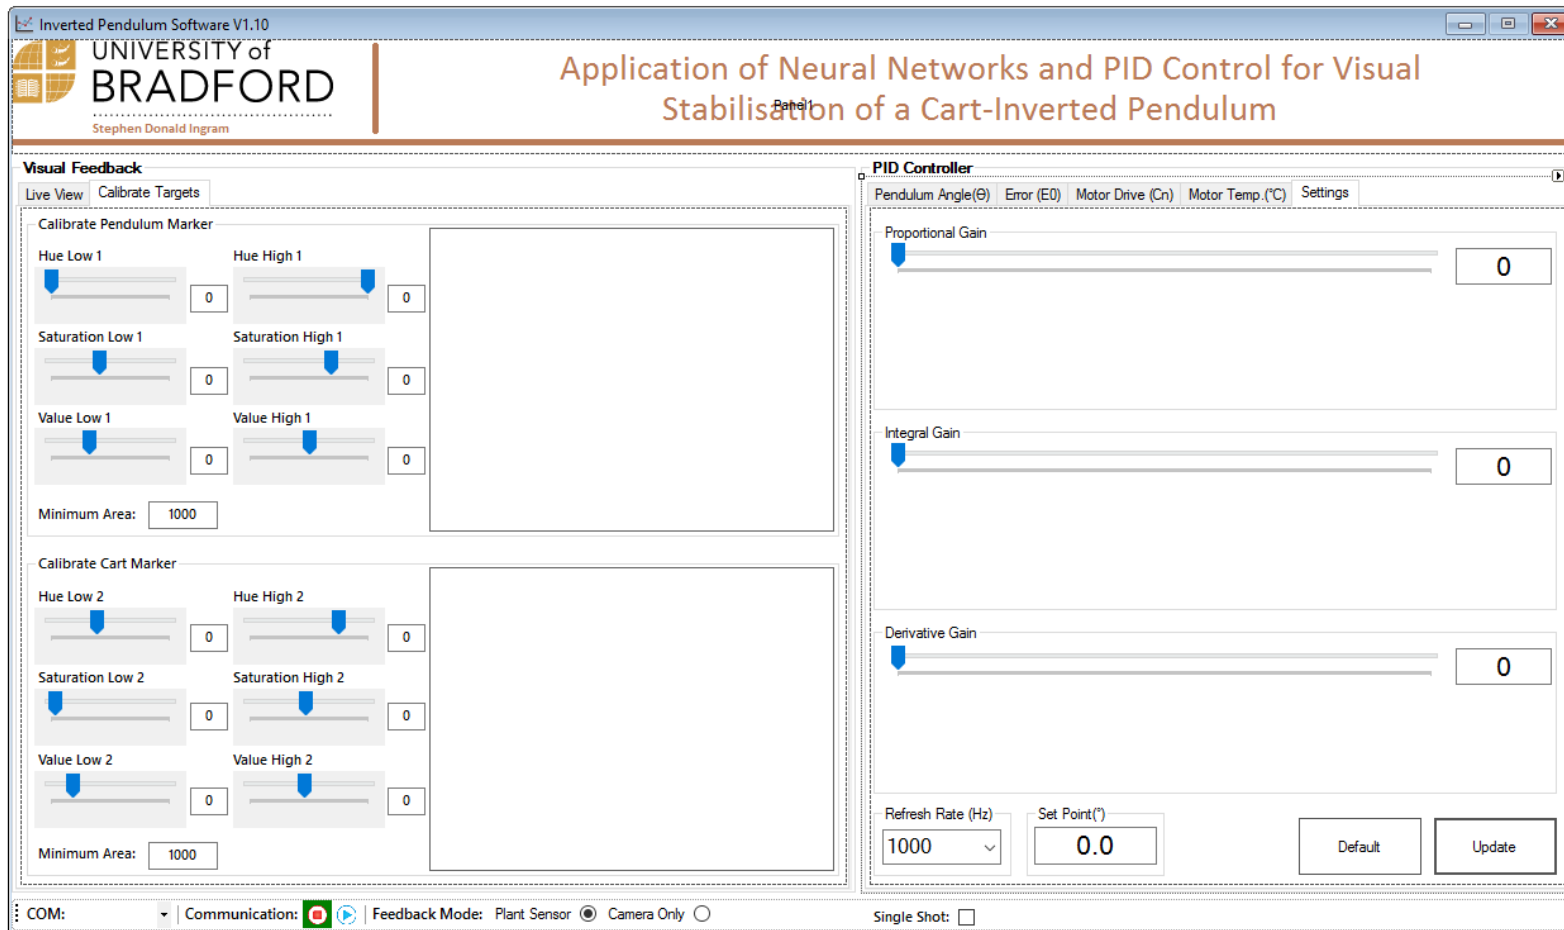 Inverted Pendulum Software V1.10
UNIVERSITY of
BRADFORD
Stephen Donald Ingram
Application of Neural Networks and PID Control for Visual
Stabilisation of a Cart-Inverted Pendulum
Panel1
Visual Feedback
Live View Calibrate Targets
Calibrate Pendulum Marker
Hue Low 1 Hue High 1
0 0
Saturation Low 1 Saturation High 1
0 0
Value Low 1 Value High 1
0 0
Minimum Area: 1000
Calibrate Cart Marker
Hue Low 2 Hue High 2
0 0
Saturation Low 2 Saturation High 2
0 0
Value Low 2 Value High 2
0 0
Minimum Area: 1000
PID Controller
Pendulum Angle(Θ) Error (E0) Motor Drive (Cn) Motor Temp.(°C) Settings
Proportional Gain
0
Integral Gain
0
Derivative Gain
0
Refresh Rate (Hz) Set Point(°)
1000 0.0 Default Update
COM: Communication: Feedback Mode: Plant Sensor Camera Only Single Shot: